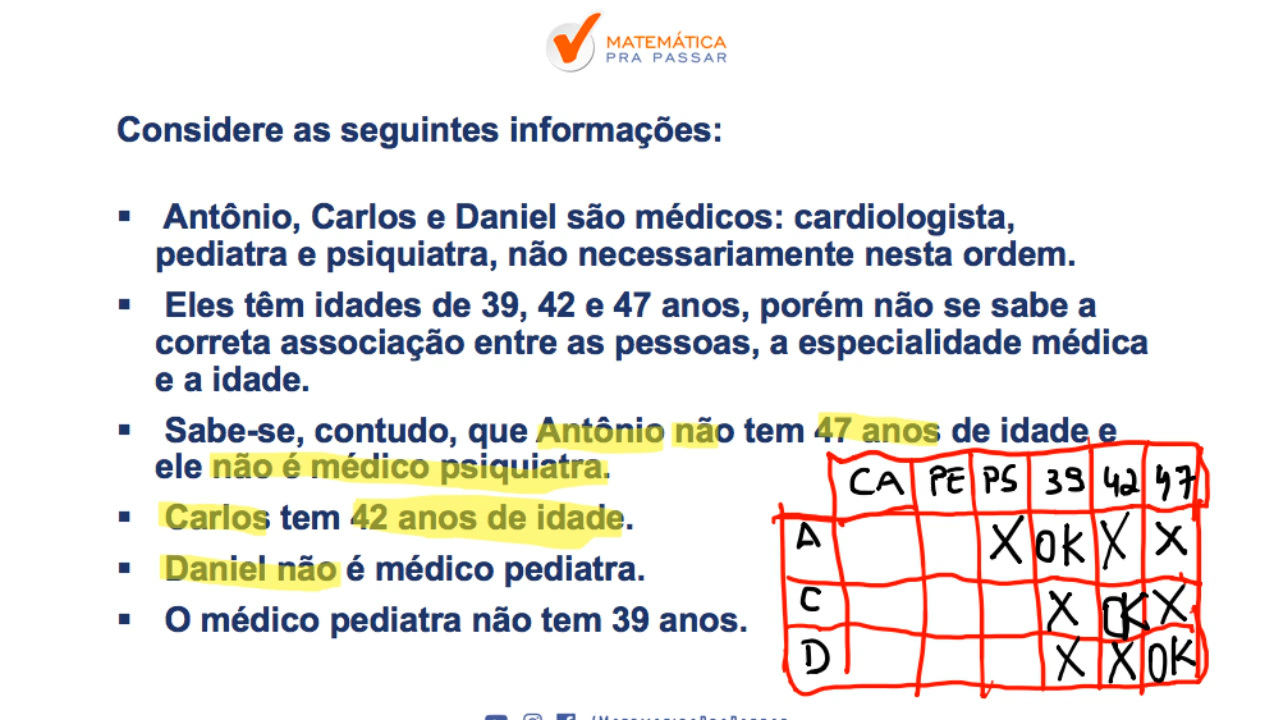 MATEMÁTICA
PRA PASSAR
Considere as seguintes informações:
▪ Antônio, Carlos e Daniel são médicos: cardiologista,
pediatra e psiquiatra, não necessariamente nesta ordem.
▪ Eles têm idades de 39, 42 e 47 anos, porém não se sabe a
correta associação entre as pessoas, a especialidade médica
e a idade.
▪ Sabe-se, contudo, que Antônio não tem 47 anos de idade e
ele não é médico psiquiatra.
▪ Carlos tem 42 anos de idade.
▪ Daniel não é médico pediatra.
▪ O médico pediatra não tem 39 anos.
CA PE PS 39 42 47
A X OK X X
C X OK X
D X X OK